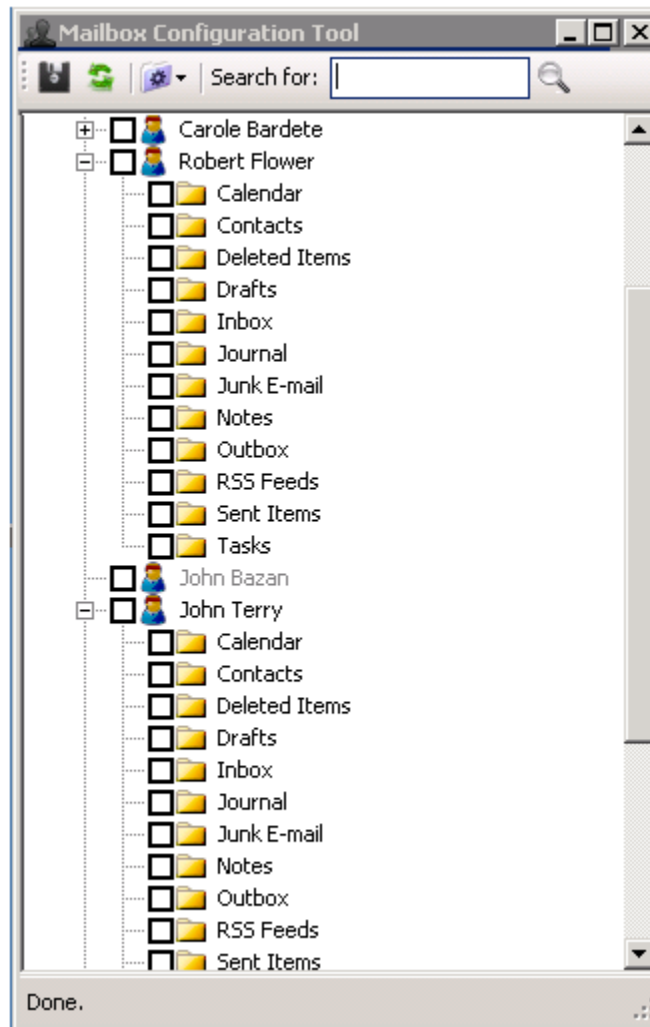 Mailbox Configuration Tool
Search for:
Carole Bardete
Robert Flower
Calendar
Contacts
Deleted Items
Drafts
Inbox
Journal
Junk E-mail
Notes
Outbox
RSS Feeds
Sent Items
Tasks
John Bazan
John Terry
Calendar
Contacts
Deleted Items
Drafts
Inbox
Journal
Junk E-mail
Notes
Outbox
RSS Feeds
Sent Items
Done.